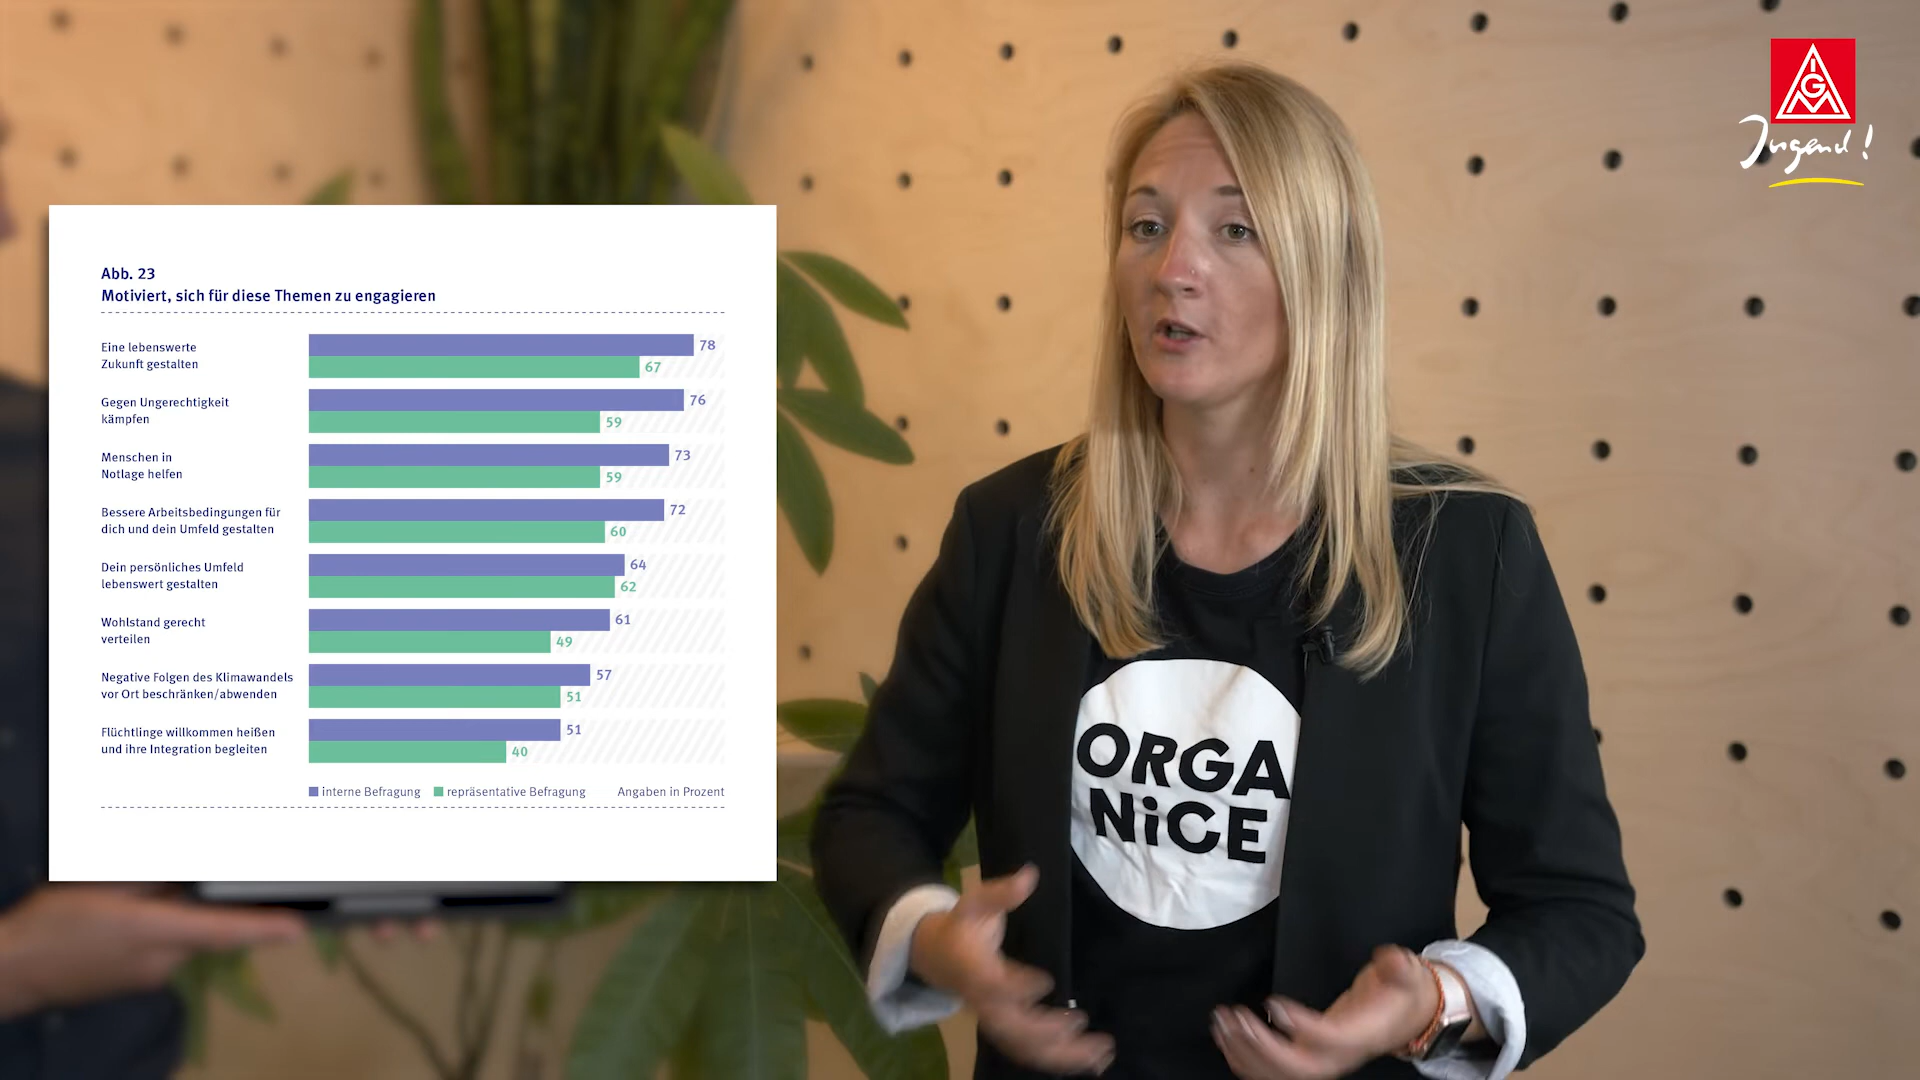 Abb. 23
Motiviert, sich für diese Themen zu engagieren
Eine lebenswerte
Zukunft gestalten
78
67
Gegen Ungerechtigkeit
kämpfen
76
59
Menschen in
Notlage helfen
73
59
Bessere Arbeitsbedingungen für
dich und dein Umfeld gestalten
72
60
Dein persönliches Umfeld
lebenswert gestalten
64
62
Wohlstand gerecht
verteilen
61
49
Negative Folgen des Klimawandels
vor Ort beschränken/abwenden
57
51
Flüchtlinge willkommen heißen
und ihre Integration begleiten
51
40
interne Befragung repräsentative Befragung Angaben in Prozent
IGM
Jugend!
ORGA
NiCE